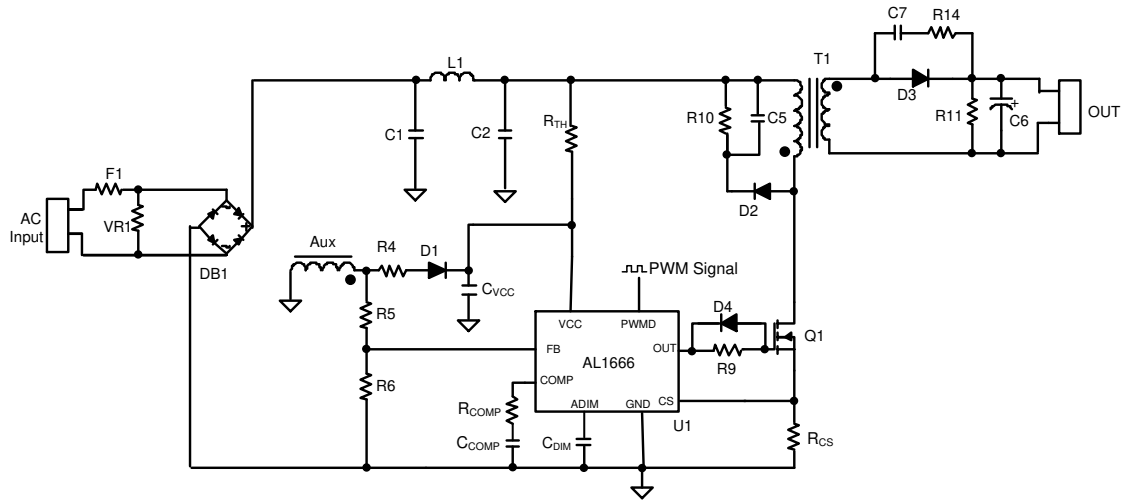 C7
R14
T1
L1
D3
R10
C5
R11
+
C6
OUT
C1
C2
RTH
F1
AC
Input
VR1
+
DB1
D2
Aux
R4
D1
CVCC
PWM Signal
R5
VCC
PWMD
D4
Q1
FB
OUT
AL1666
R9
R6
COMP
RCOMP
ADIM
GND
CS
U1
CCOMP
CDIM
RCS